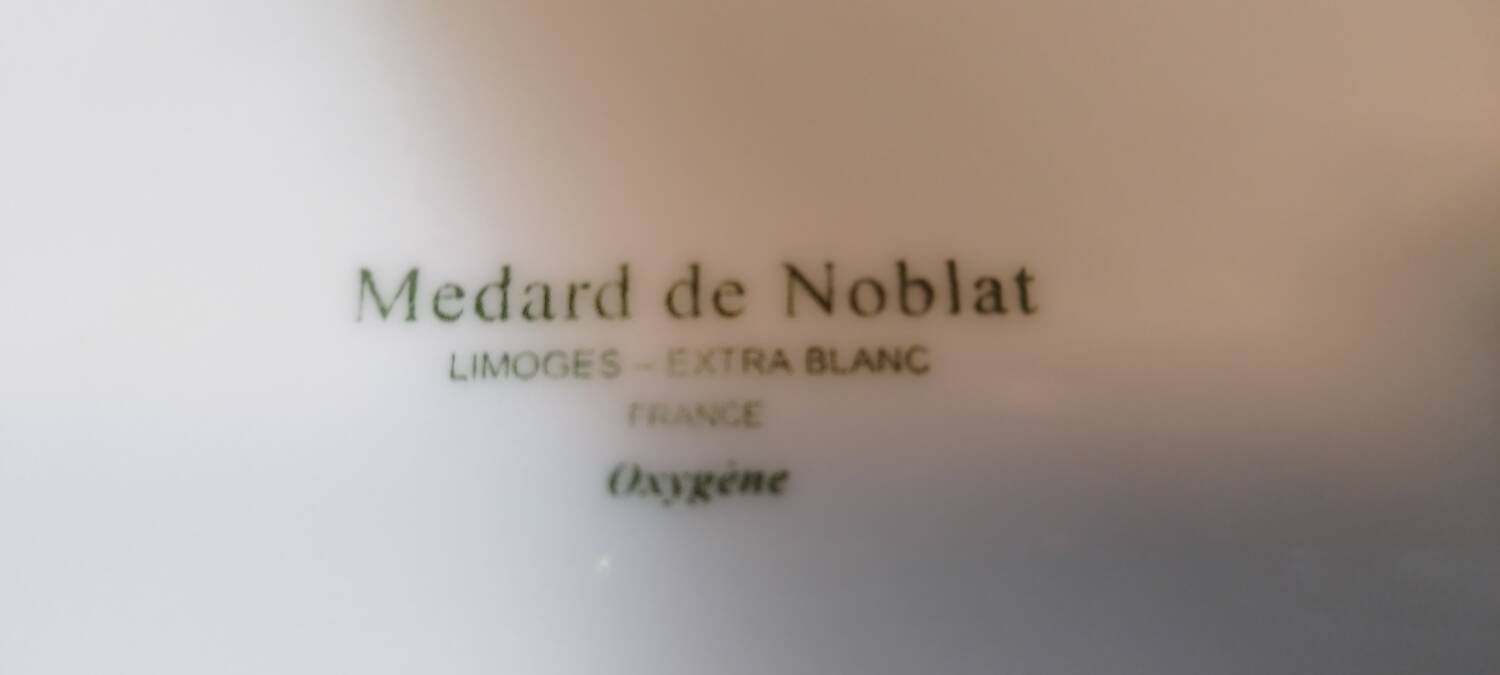 Medard de Noblat
LIMOGES – EXTRA BLANC
FRANCE
Oxygène